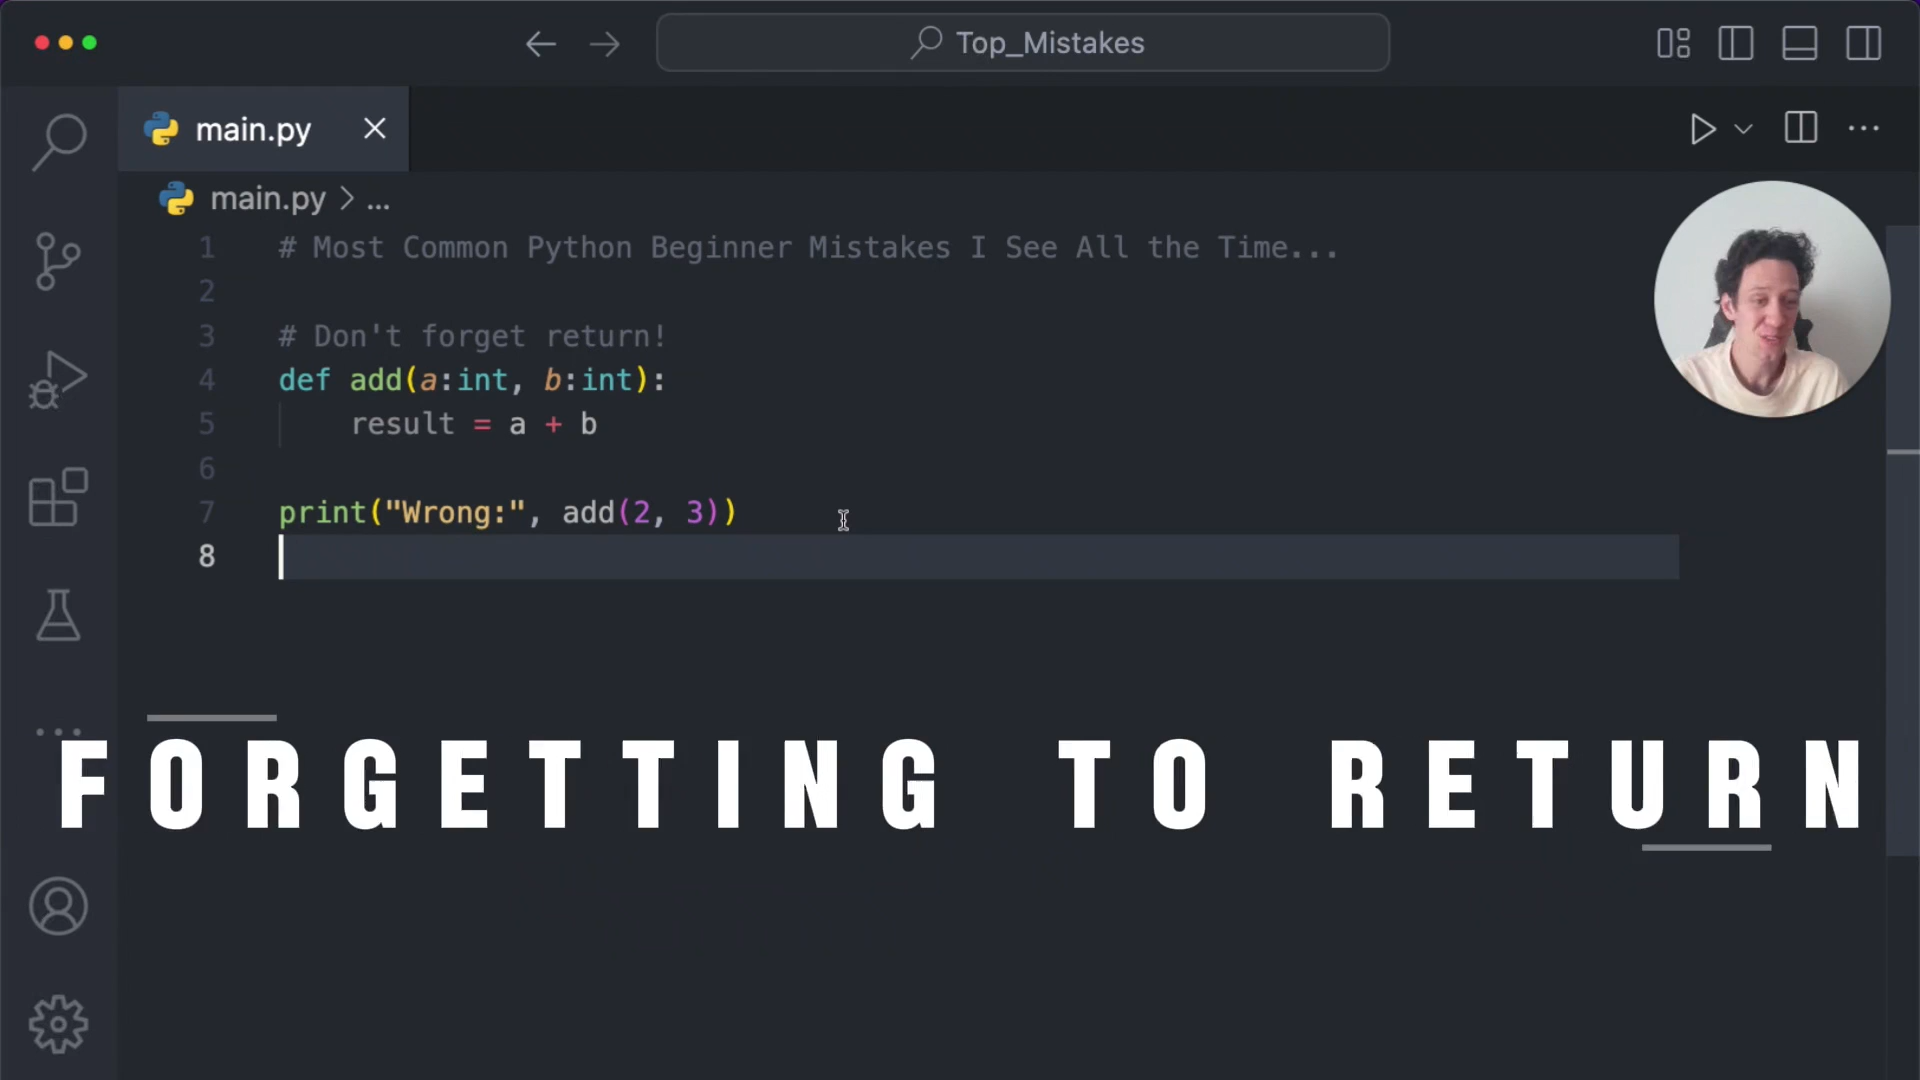 Top_Mistakes
main.py
main.py > ...
1 # Most Common Python Beginner Mistakes I See All the Time...
2
3 # Don't forget return!
4 def add(a:int, b:int):
5     result = a + b
6
7 print("Wrong:", add(2, 3))
8
FORGETTING TO RETURN